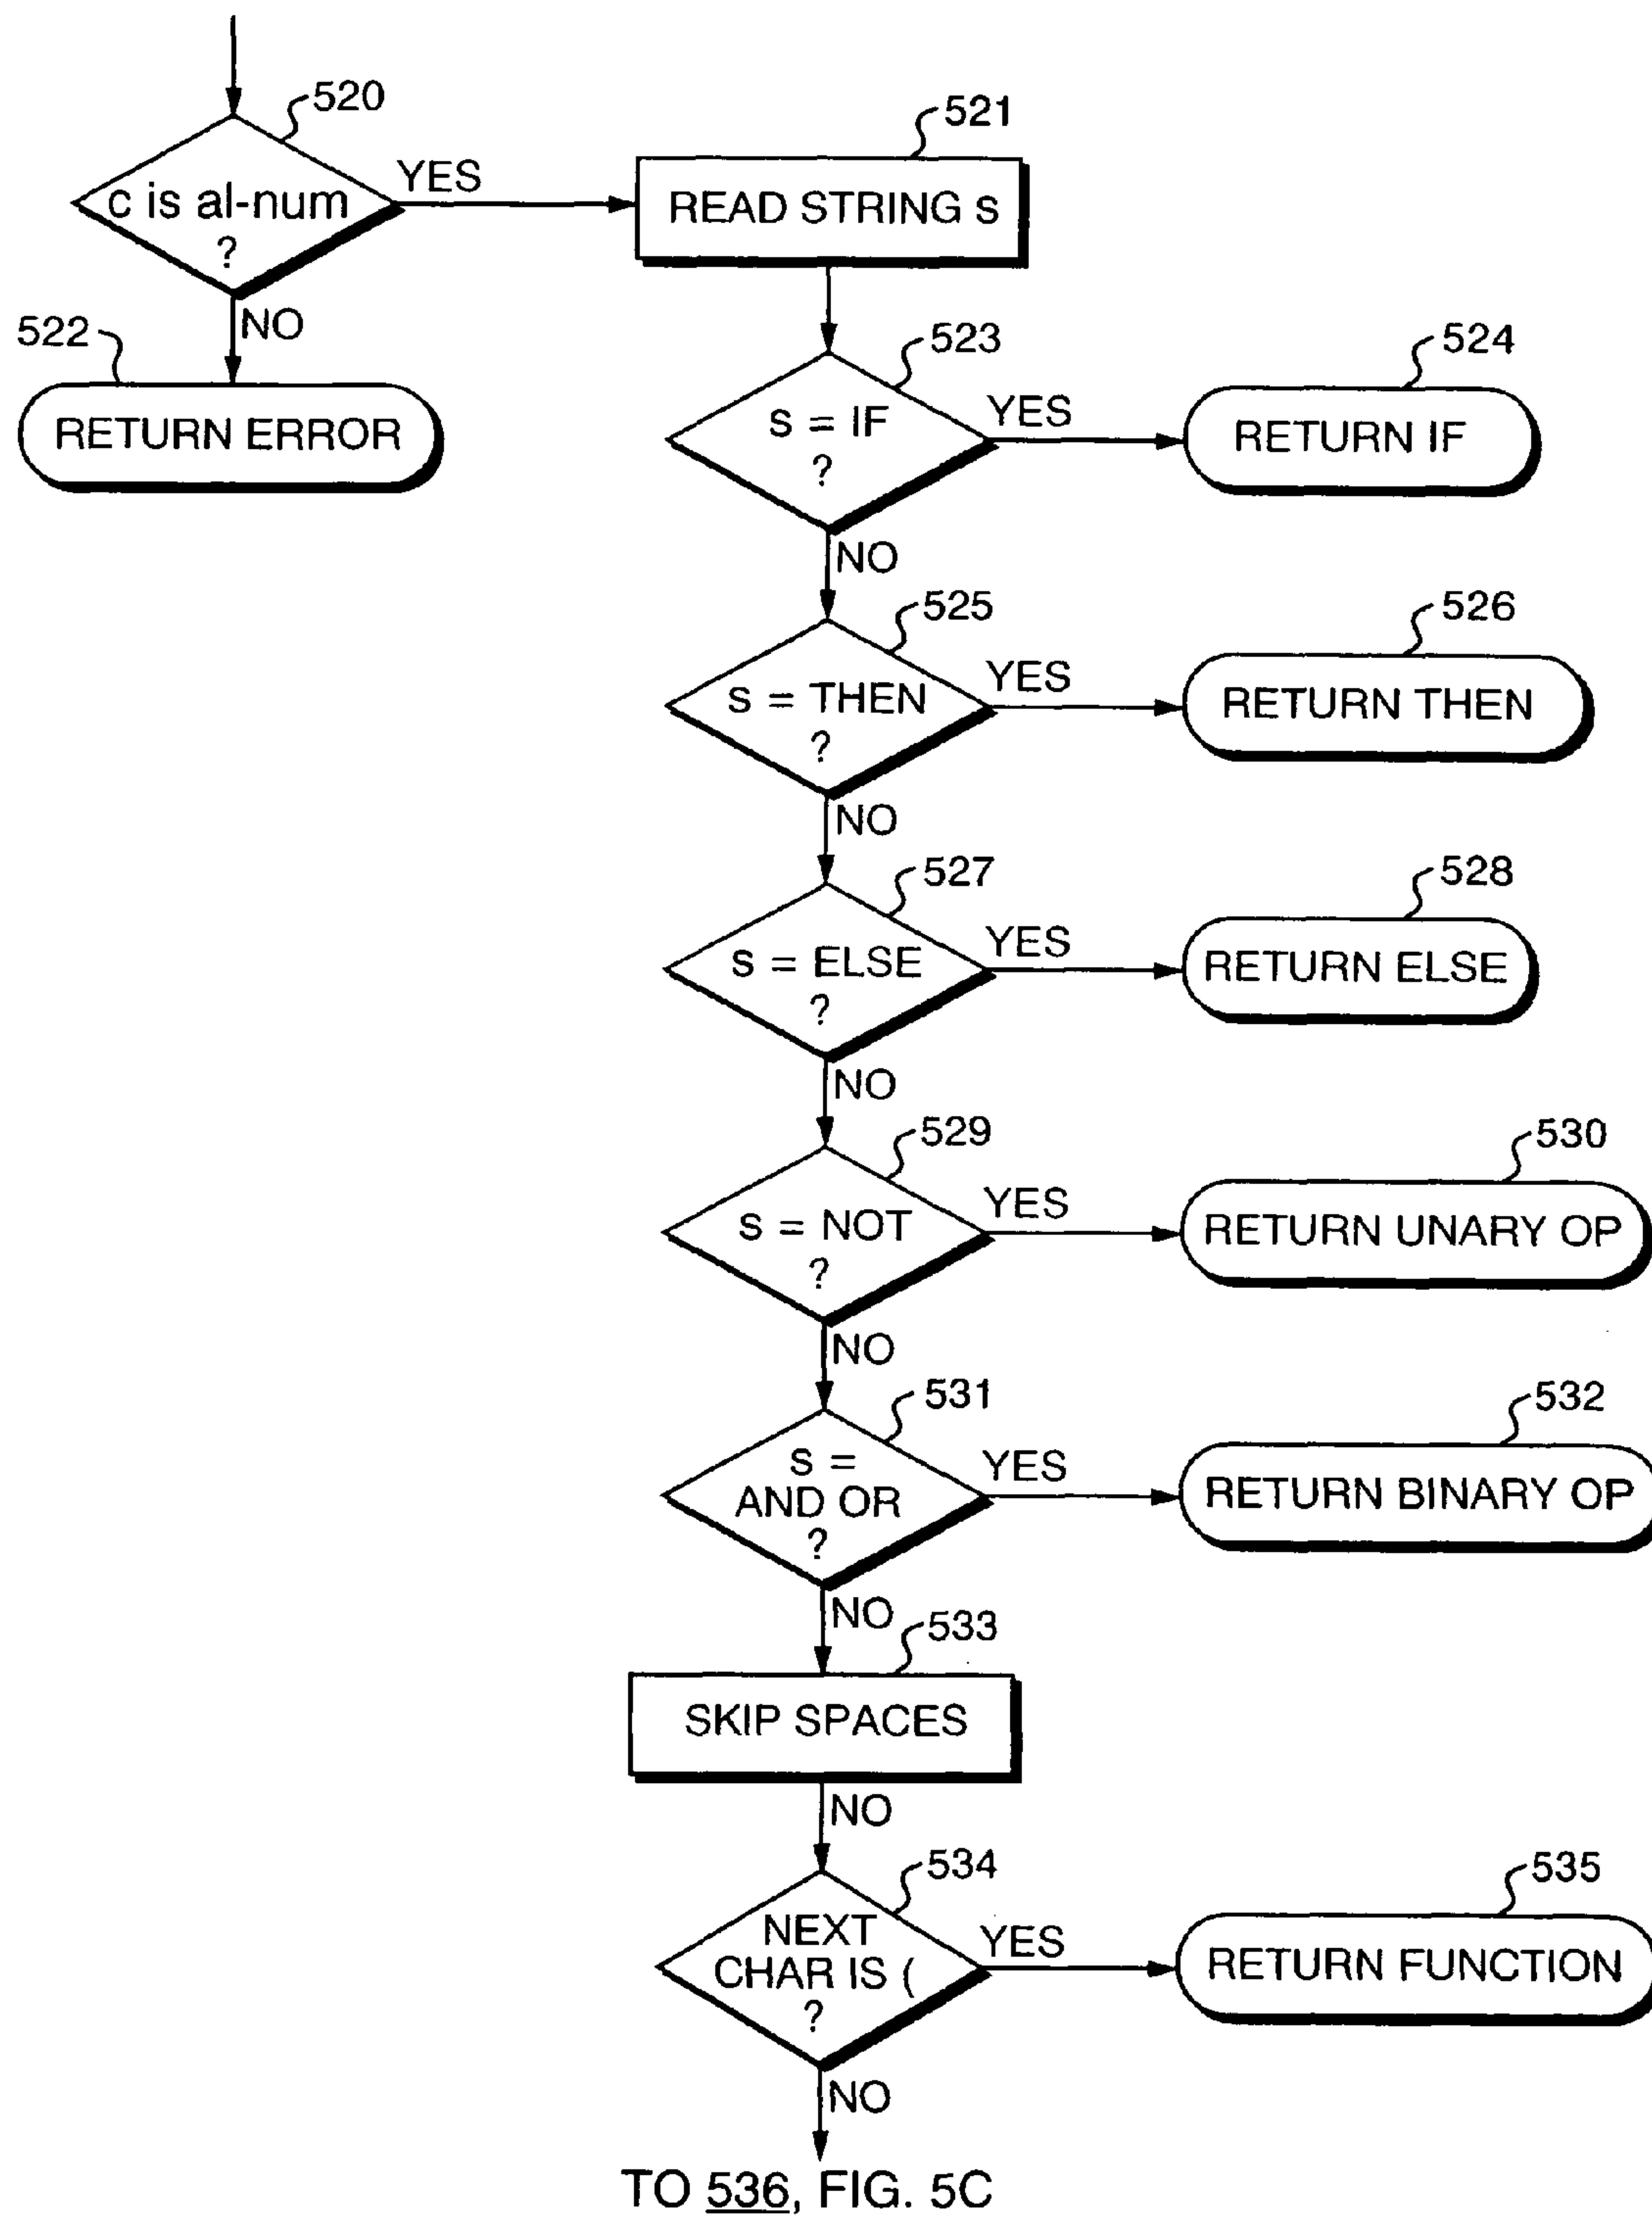 520
c is al-num
?
YES
521
READ STRING s
NO
522
RETURN ERROR
523
s = IF
?
YES
524
RETURN IF
NO
525
s = THEN
?
YES
526
RETURN THEN
NO
527
s = ELSE
?
YES
528
RETURN ELSE
NO
529
s = NOT
?
YES
530
RETURN UNARY OP
NO
531
s =
AND OR
?
YES
532
RETURN BINARY OP
NO
533
SKIP SPACES
NO
534
NEXT
CHAR IS (
?
YES
535
RETURN FUNCTION
NO
TO 536, FIG. 5C